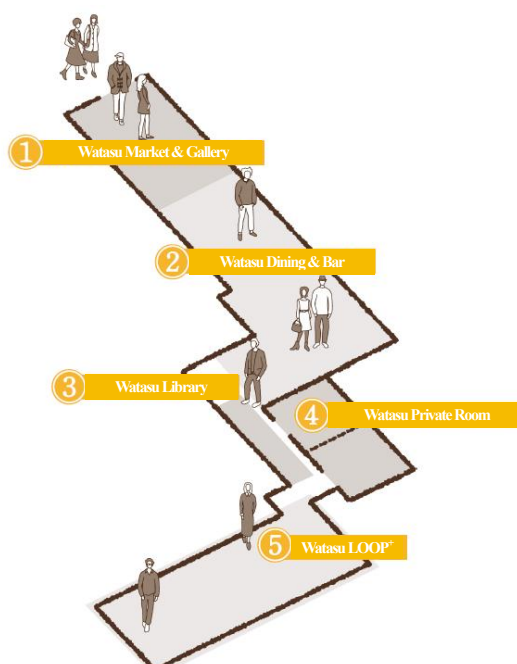 1 Watasu Market & Gallery
2 Watasu Dining & Bar
3 Watasu Library
4 Watasu Private Room
5 Watasu LOOP⁺